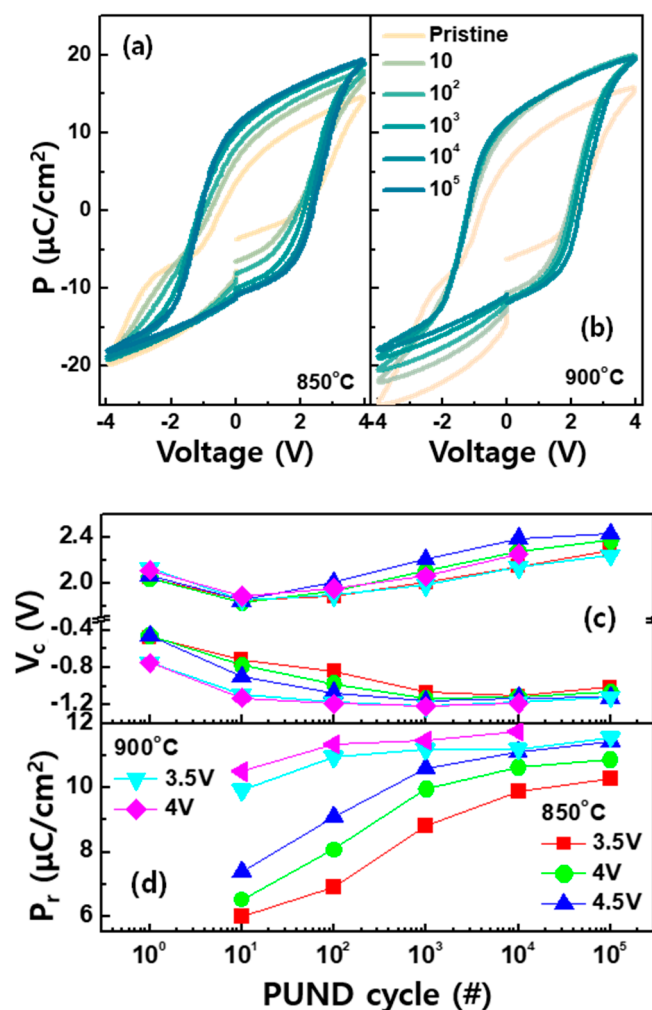 (a)
Pristine
10
10²
10³
10⁴
10⁵
(b)
850°C
900°C
P (μC/cm²)
20
10
0
-10
-20
-4 -2 0 2 4
-4 -2 0 2 4
Voltage (V)
Voltage (V)
V꜀ (V)
2.4
2.0
-0.4
-0.8
-1.2
(c)
Pᵣ (μC/cm²)
12
10
8
6
900°C
3.5V
4V
(d)
850°C
3.5V
4V
4.5V
10⁰ 10¹ 10² 10³ 10⁴ 10⁵
PUND cycle (#)